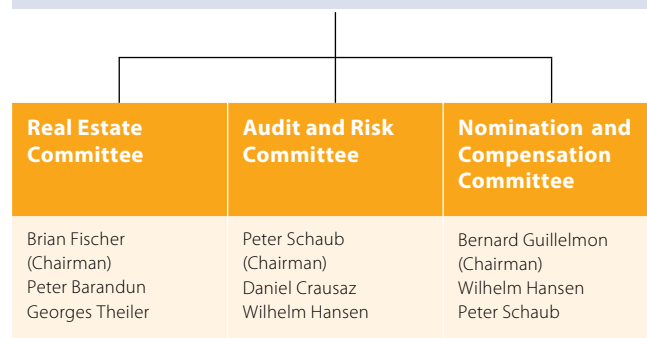 Real Estate
Committee
Brian Fischer
(Chairman)
Peter Barandun
Georges Theiler
Audit and Risk
Committee
Peter Schaub
(Chairman)
Daniel Crausaz
Wilhelm Hansen
Nomination and
Compensation
Committee
Bernard Guillelmon
(Chairman)
Wilhelm Hansen
Peter Schaub